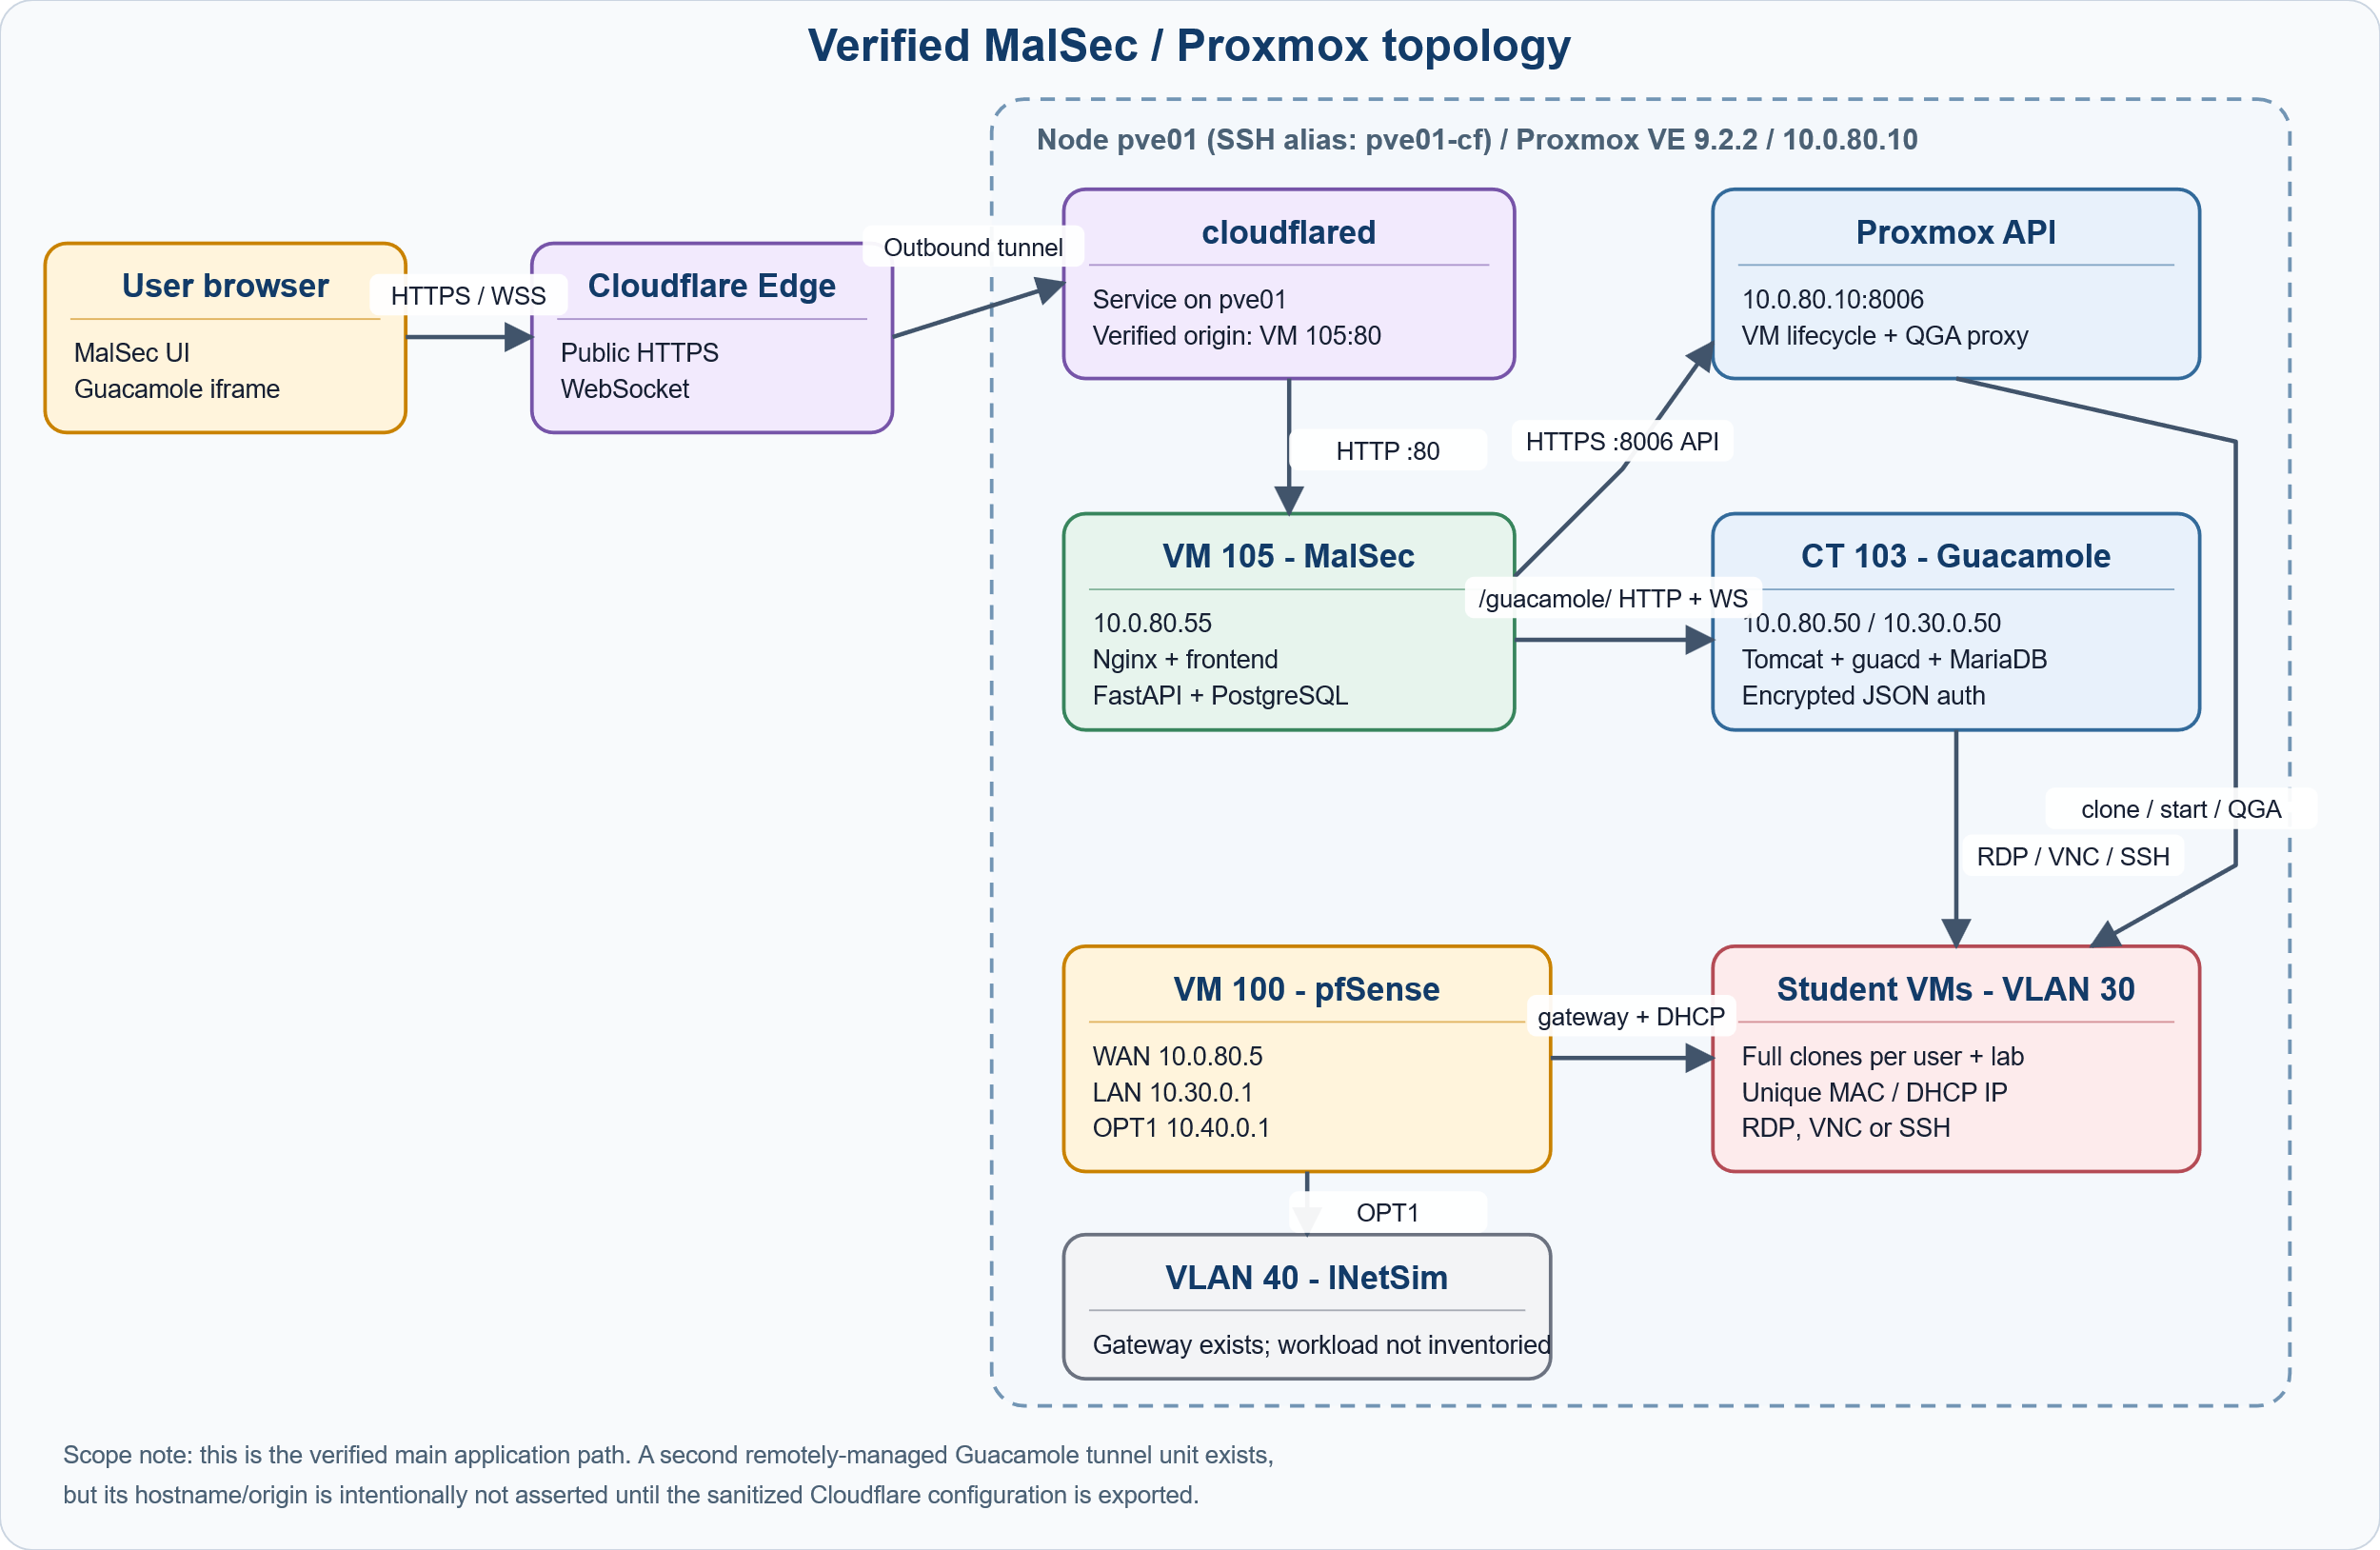 Verified MalSec / Proxmox topology
Node pve01 (SSH alias: pve01-cf) / Proxmox VE 9.2.2 / 10.0.80.10
User browser
MalSec UI
Guacamole iframe
HTTPS / WSS
Cloudflare Edge
Public HTTPS
WebSocket
Outbound tunnel
cloudflared
Service on pve01
Verified origin: VM 105:80
Proxmox API
10.0.80.10:8006
VM lifecycle + QGA proxy
HTTP :80
HTTPS :8006 API
VM 105 - MalSec
10.0.80.55
Nginx + frontend
FastAPI + PostgreSQL
/guacamole/ HTTP + WS
CT 103 - Guacamole
10.0.80.50 / 10.30.0.50
Tomcat + guacd + MariaDB
Encrypted JSON auth
clone / start / QGA
RDP / VNC / SSH
VM 100 - pfSense
WAN 10.0.80.5
LAN 10.30.0.1
OPT1 10.40.0.1
gateway + DHCP
Student VMs - VLAN 30
Full clones per user + lab
Unique MAC / DHCP IP
RDP, VNC or SSH
OPT1
VLAN 40 - INetSim
Gateway exists; workload not inventoried
Scope note: this is the verified main application path. A second remotely-managed Guacamole tunnel unit exists,
but its hostname/origin is intentionally not asserted until the sanitized Cloudflare configuration is exported.